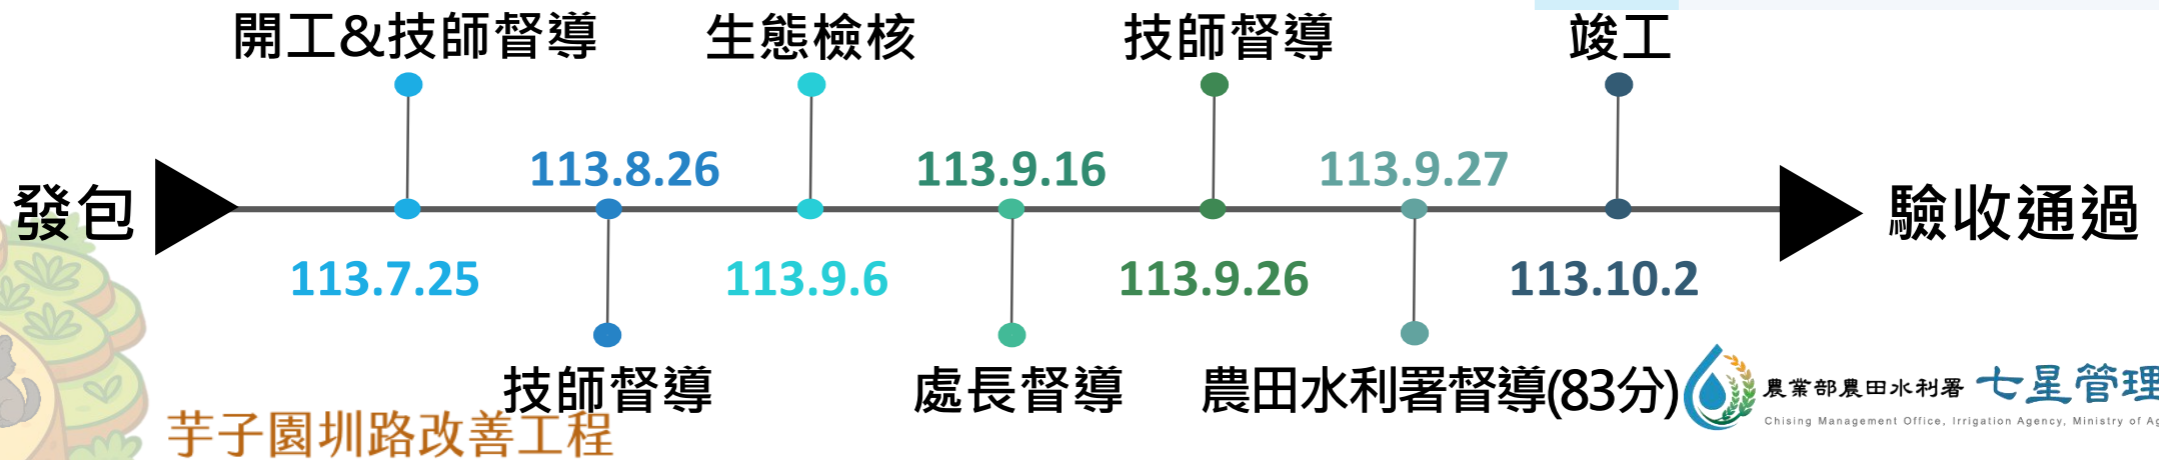 開工&技師督導
生態檢核
技師督導
竣工
113.8.26
113.9.16
113.9.27
發包
驗收通過
113.7.25
113.9.6
113.9.26
113.10.2
技師督導
處長督導
農田水利署督導(83分)
農業部農田水利署 七星管理
Chising Management Office, Irrigation Agency, Ministry of Ag
芋子園圳路改善工程